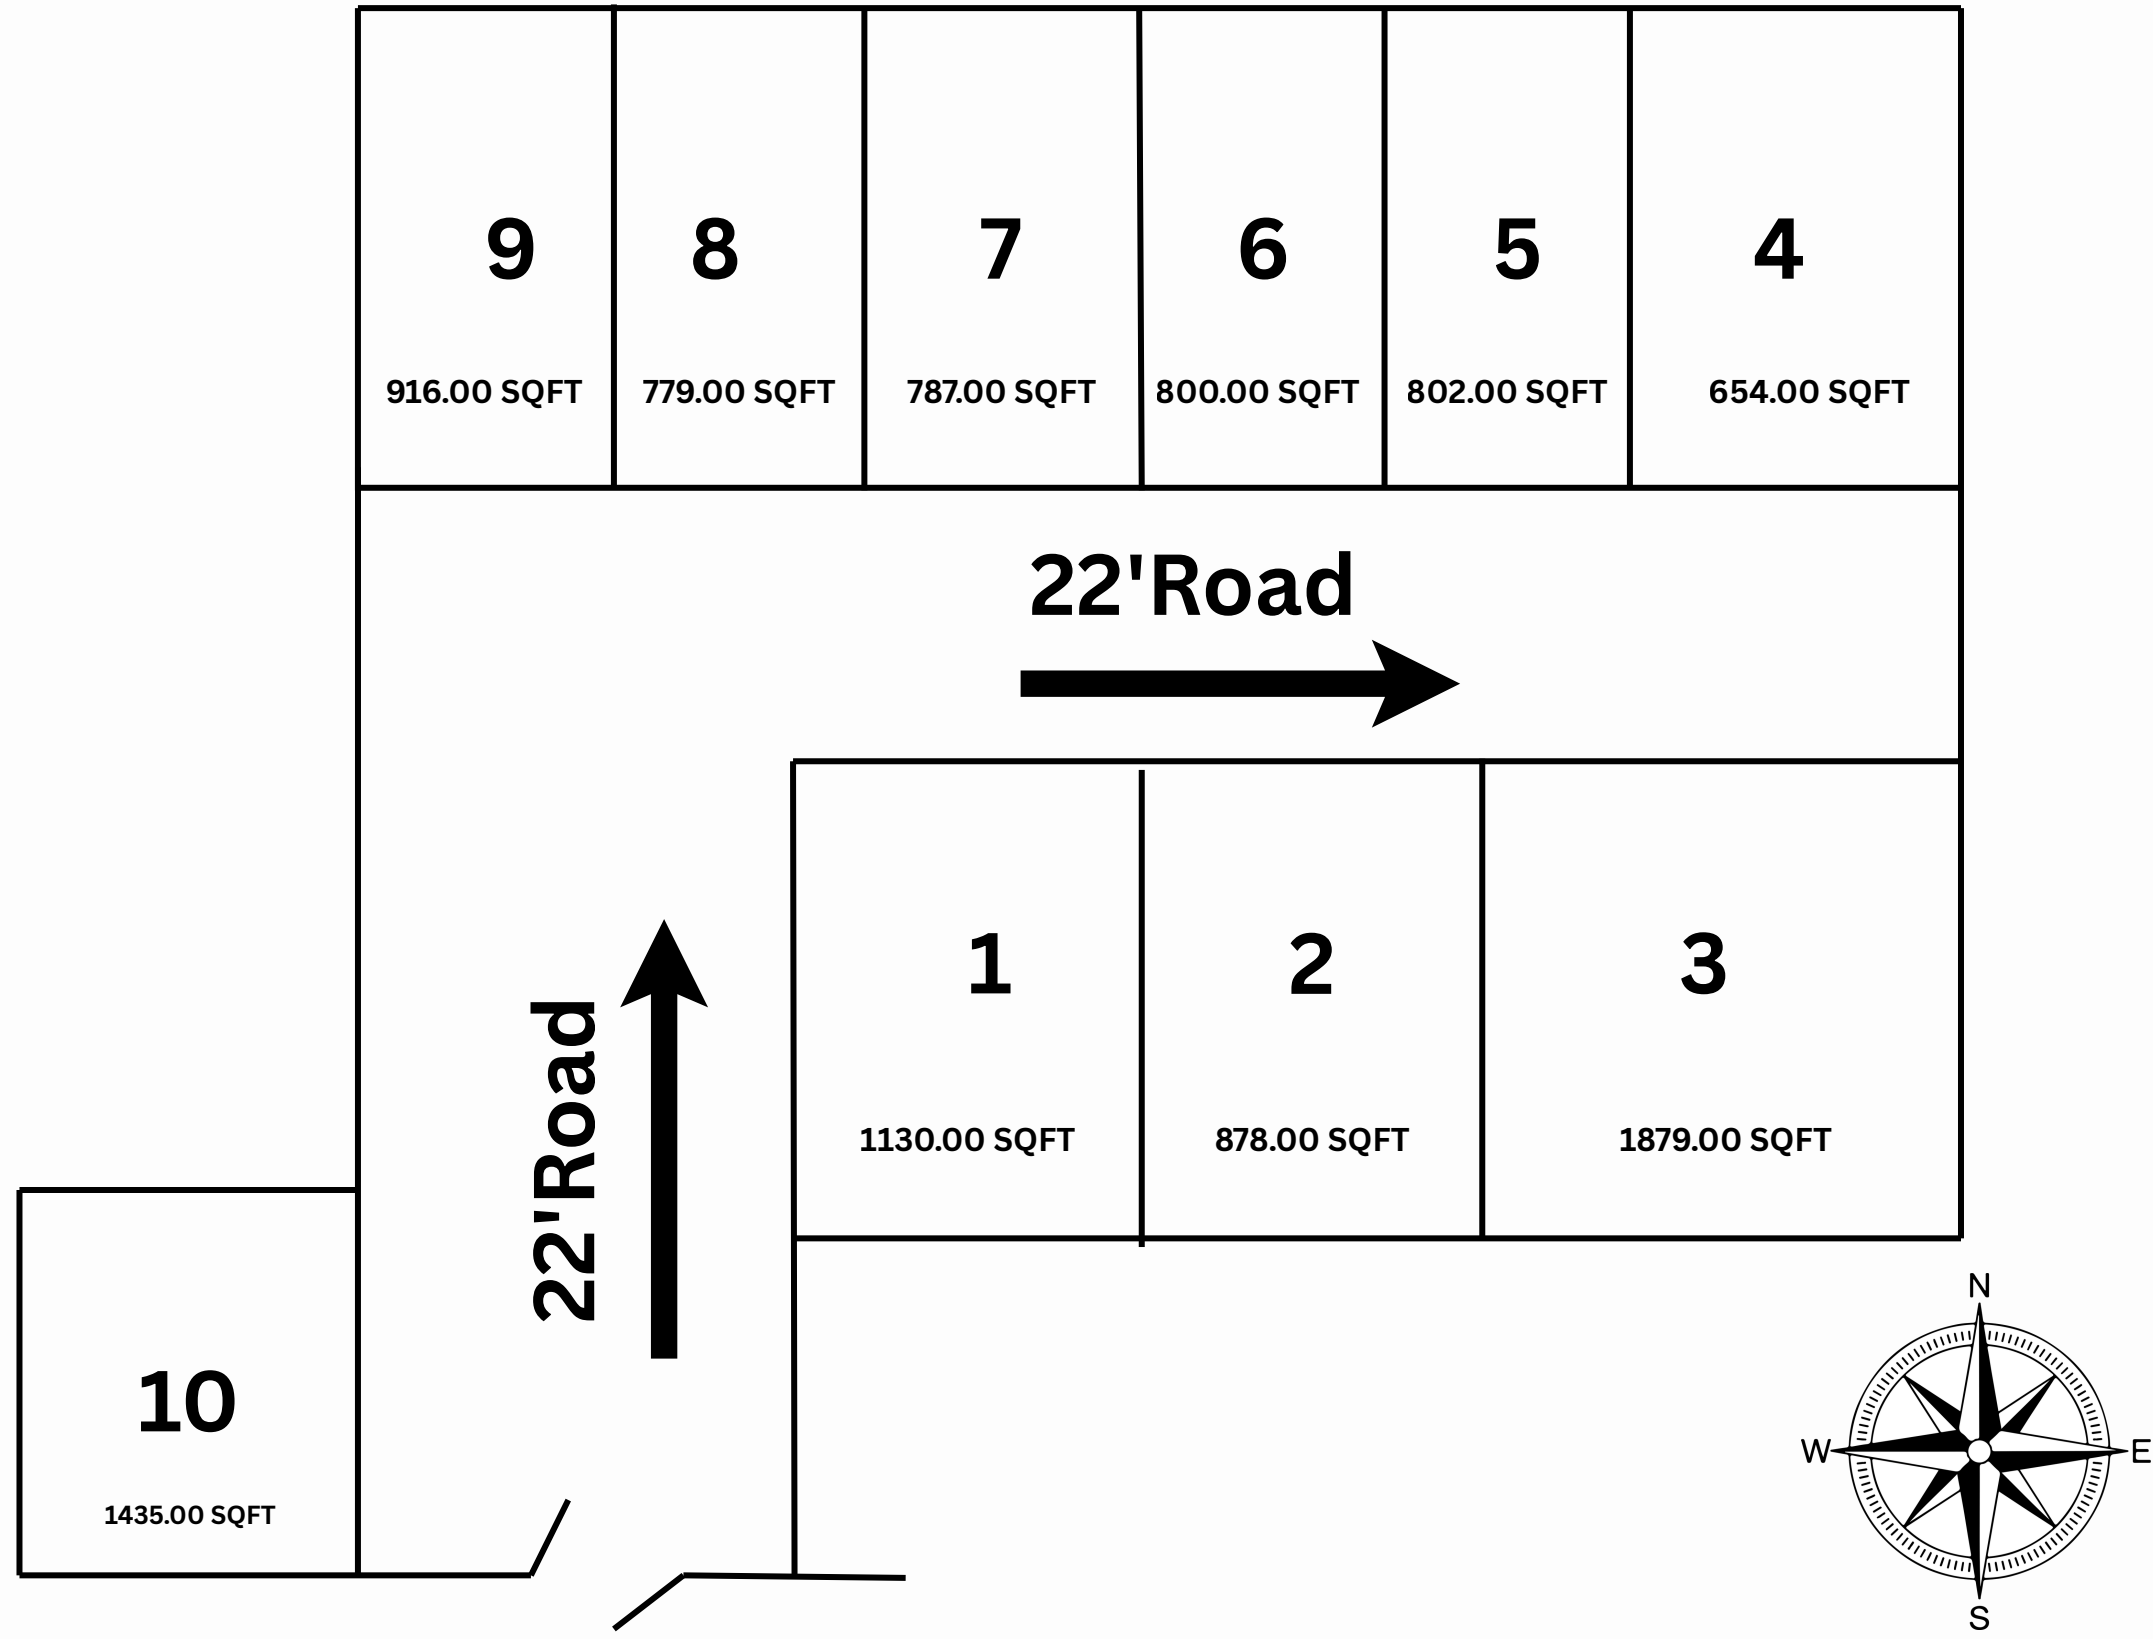 9 8 7 6 5 4
916.00 SQFT 779.00 SQFT 787.00 SQFT 800.00 SQFT 802.00 SQFT 654.00 SQFT
22'Road
1 2 3
22'Road
1130.00 SQFT 878.00 SQFT 1879.00 SQFT
10
1435.00 SQFT
N
W E
S